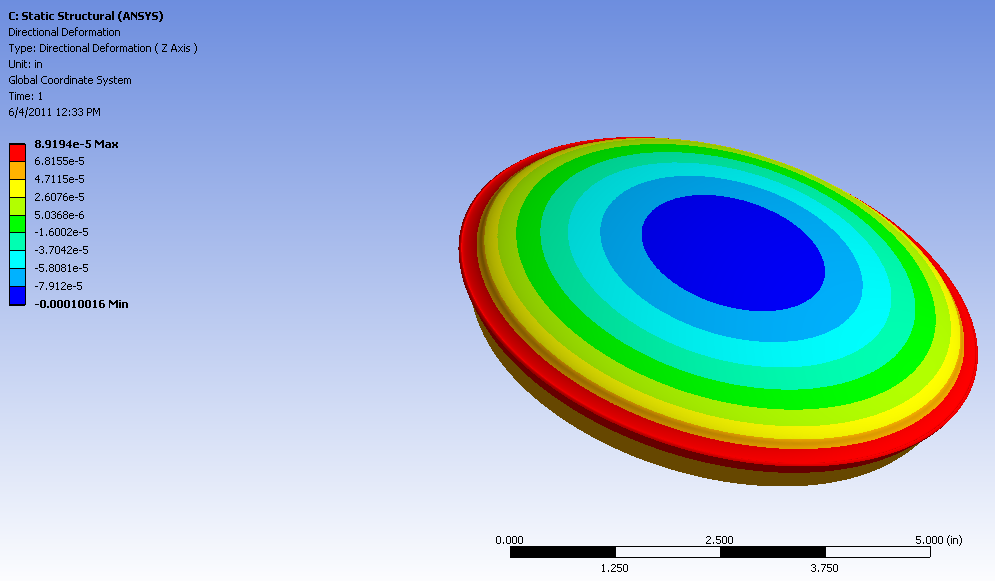 C: Static Structural (ANSYS)
Directional Deformation
Type: Directional Deformation ( Z Axis )
Unit: in
Global Coordinate System
Time: 1
6/4/2011 12:33 PM
8.9194e-5 Max
6.8155e-5
4.7115e-5
2.6076e-5
5.0368e-6
-1.6002e-5
-3.7042e-5
-5.8081e-5
-7.912e-5
-0.00010016 Min
0.000 2.500 5.000 (in)
1.250 3.750